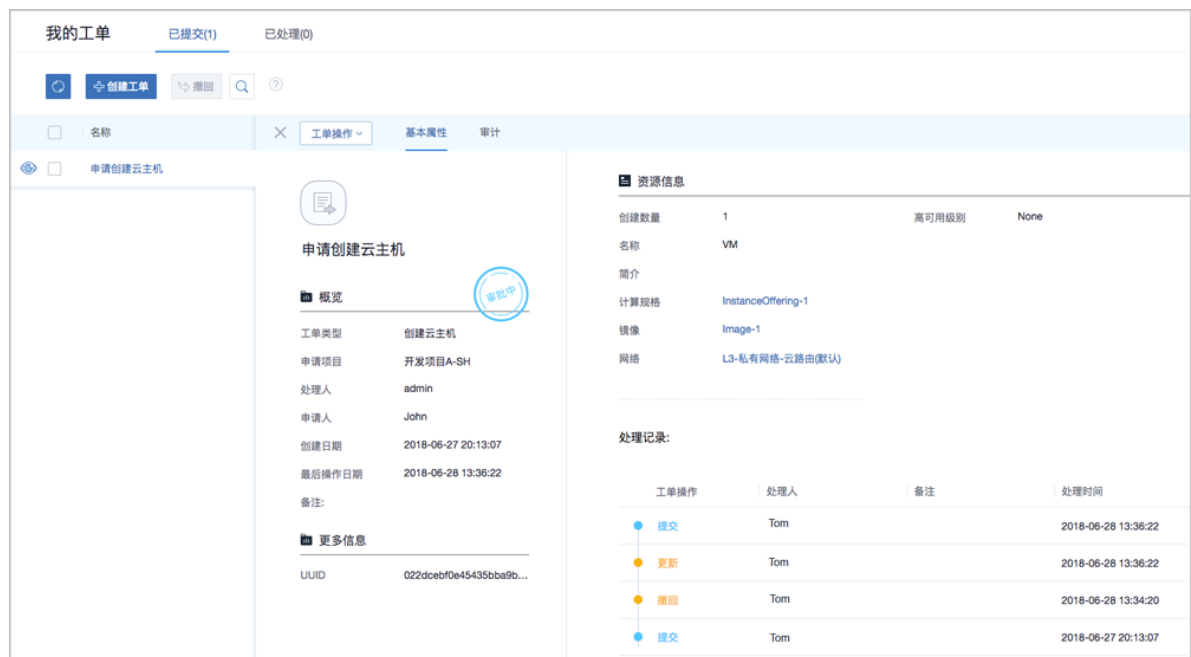 我的工单 已提交(1) 已处理(0)
创建工单 撤回
名称 工单操作 基本属性 审计
申请创建云主机
申请创建云主机
审批中
概览
工单类型 创建云主机
申请项目 开发项目A-SH
处理人 admin
申请人 John
创建日期 2018-06-27 20:13:07
最后操作日期 2018-06-28 13:36:22
备注:
更多信息
UUID 022dcebf0e45435bba9b...
资源信息
创建数量 1 高可用级别 None
名称 VM
简介
计算规格 InstanceOffering-1
镜像 Image-1
网络 L3-私有网络-云路由(默认)
处理记录:
工单操作 处理人 备注 处理时间
提交 Tom 2018-06-28 13:36:22
更新 Tom 2018-06-28 13:36:22
撤回 Tom 2018-06-28 13:34:20
提交 Tom 2018-06-27 20:13:07